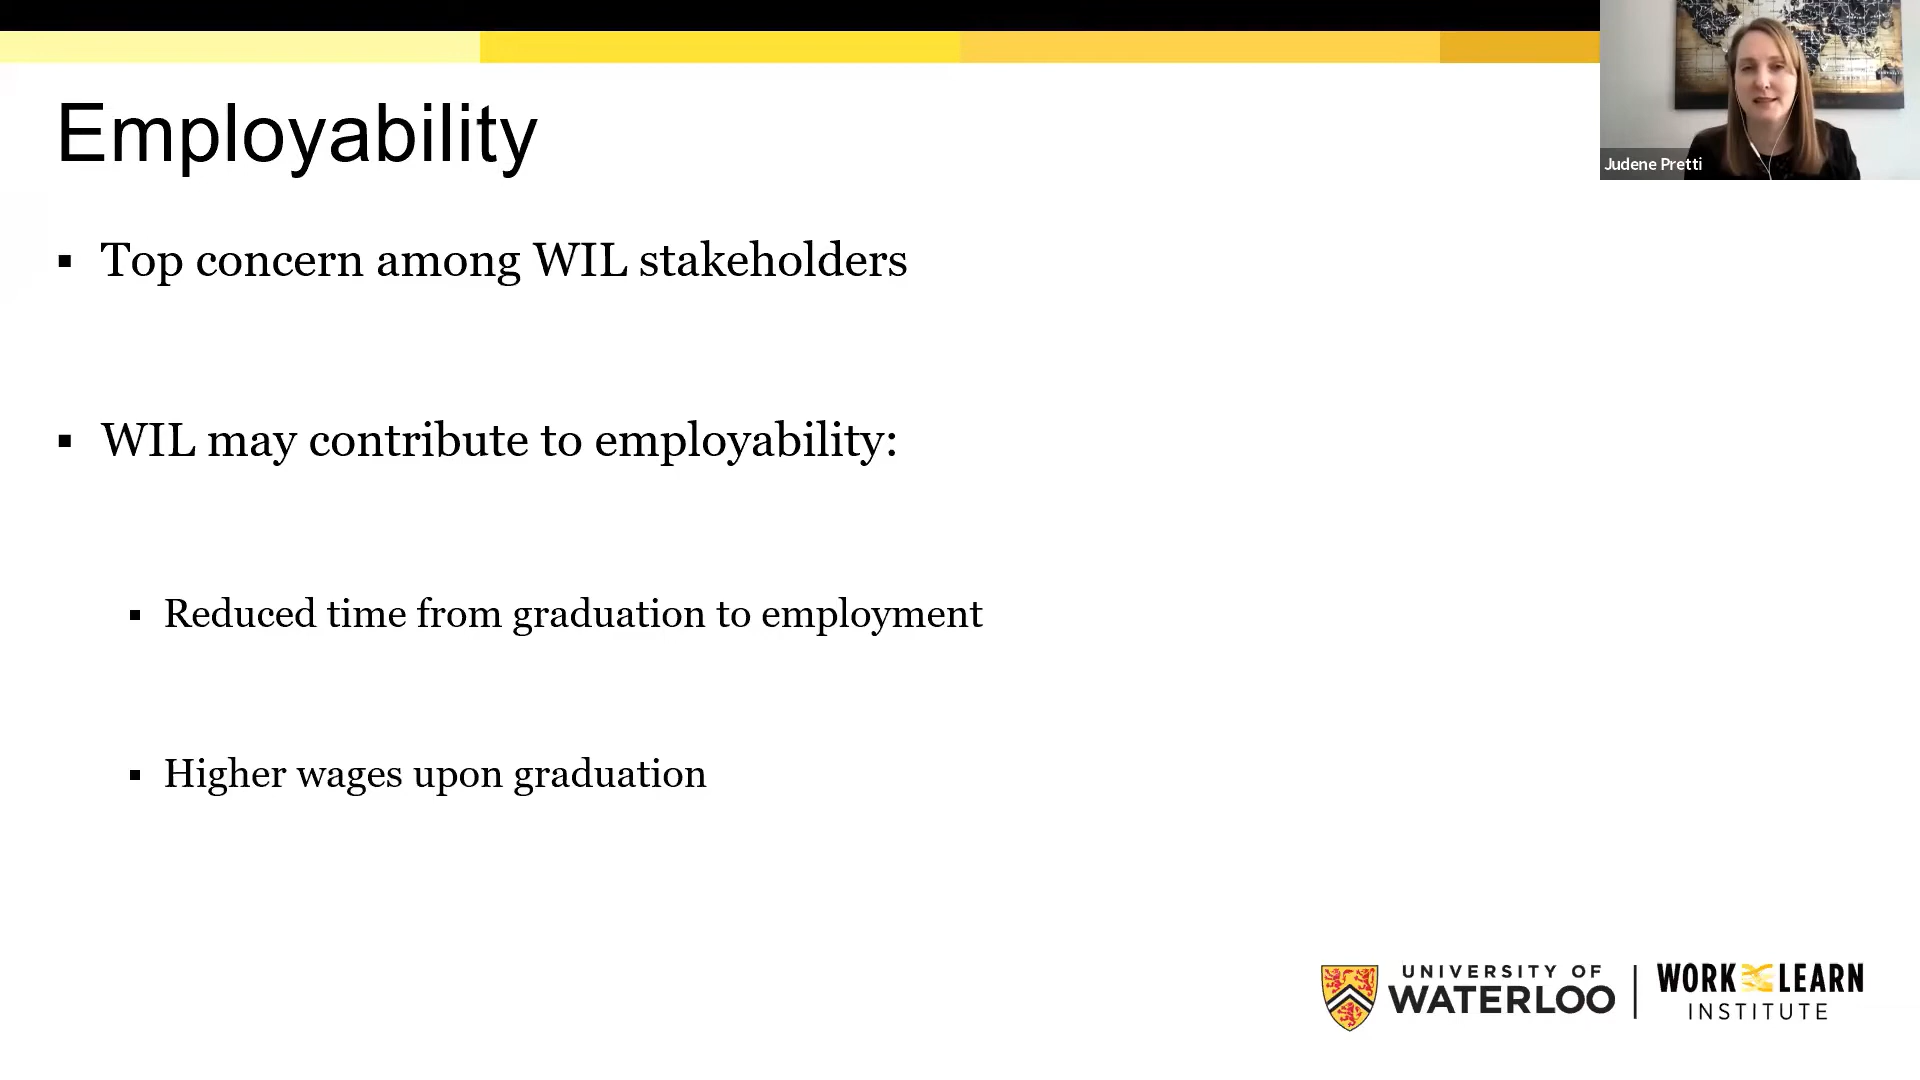 Employability
Judene Pretti
▪ Top concern among WIL stakeholders
▪ WIL may contribute to employability:
▪ Reduced time from graduation to employment
▪ Higher wages upon graduation
UNIVERSITY OF
WATERLOO
WORK LEARN
INSTITUTE